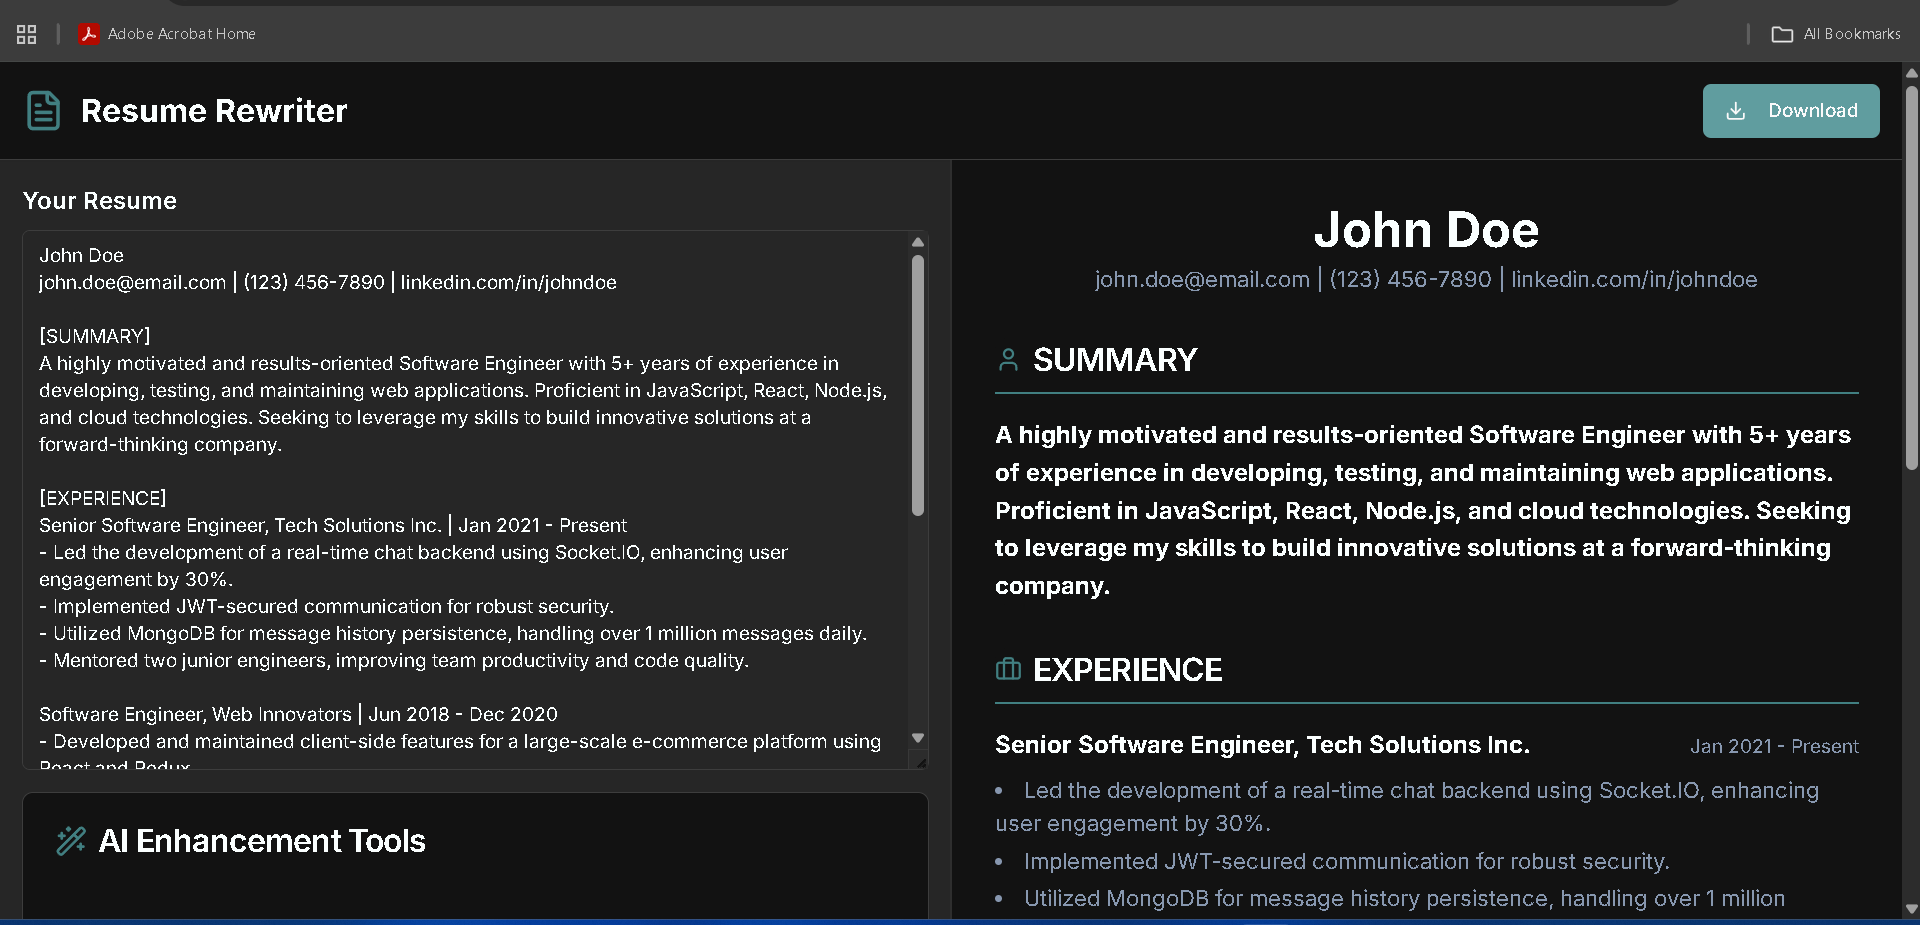 Adobe Acrobat Home
All Bookmarks
Resume Rewriter
Download
Your Resume
John Doe
john.doe@email.com | (123) 456-7890 | linkedin.com/in/johndoe
[SUMMARY]
A highly motivated and results-oriented Software Engineer with 5+ years of experience in
developing, testing, and maintaining web applications. Proficient in JavaScript, React, Node.js,
and cloud technologies. Seeking to leverage my skills to build innovative solutions at a
forward-thinking company.
[EXPERIENCE]
Senior Software Engineer, Tech Solutions Inc. | Jan 2021 - Present
- Led the development of a real-time chat backend using Socket.IO, enhancing user
engagement by 30%.
- Implemented JWT-secured communication for robust security.
- Utilized MongoDB for message history persistence, handling over 1 million messages daily.
- Mentored two junior engineers, improving team productivity and code quality.
Software Engineer, Web Innovators | Jun 2018 - Dec 2020
- Developed and maintained client-side features for a large-scale e-commerce platform using
React and Redux
AI Enhancement Tools
John Doe
john.doe@email.com | (123) 456-7890 | linkedin.com/in/johndoe
SUMMARY
A highly motivated and results-oriented Software Engineer with 5+ years
of experience in developing, testing, and maintaining web applications.
Proficient in JavaScript, React, Node.js, and cloud technologies. Seeking
to leverage my skills to build innovative solutions at a forward-thinking
company.
EXPERIENCE
Senior Software Engineer, Tech Solutions Inc.
Jan 2021 - Present
• Led the development of a real-time chat backend using Socket.IO, enhancing
user engagement by 30%.
• Implemented JWT-secured communication for robust security.
• Utilized MongoDB for message history persistence, handling over 1 million